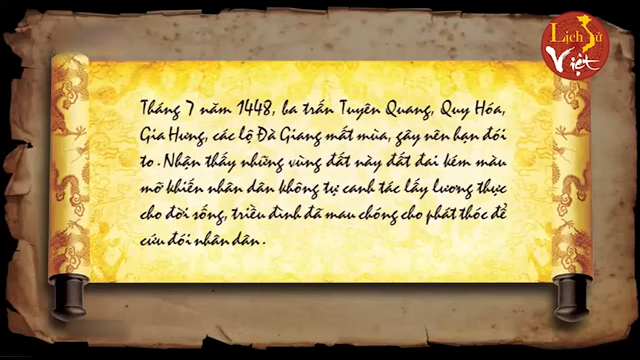 Lịch Sử
Việt
Tháng 7 năm 1448, ba trấn Tuyên Quang, Quy Hóa,
Gia Hưng, các lộ Đà Giang mất mùa, gây nên hạn đói
to. Nhận thấy những vùng đất này đất đai kém màu
mỡ khiến nhân dân không tự canh tác lấy lương thực
cho đời sống, triều đình đã mau chóng cho phát thóc để
cứu đói nhân dân.